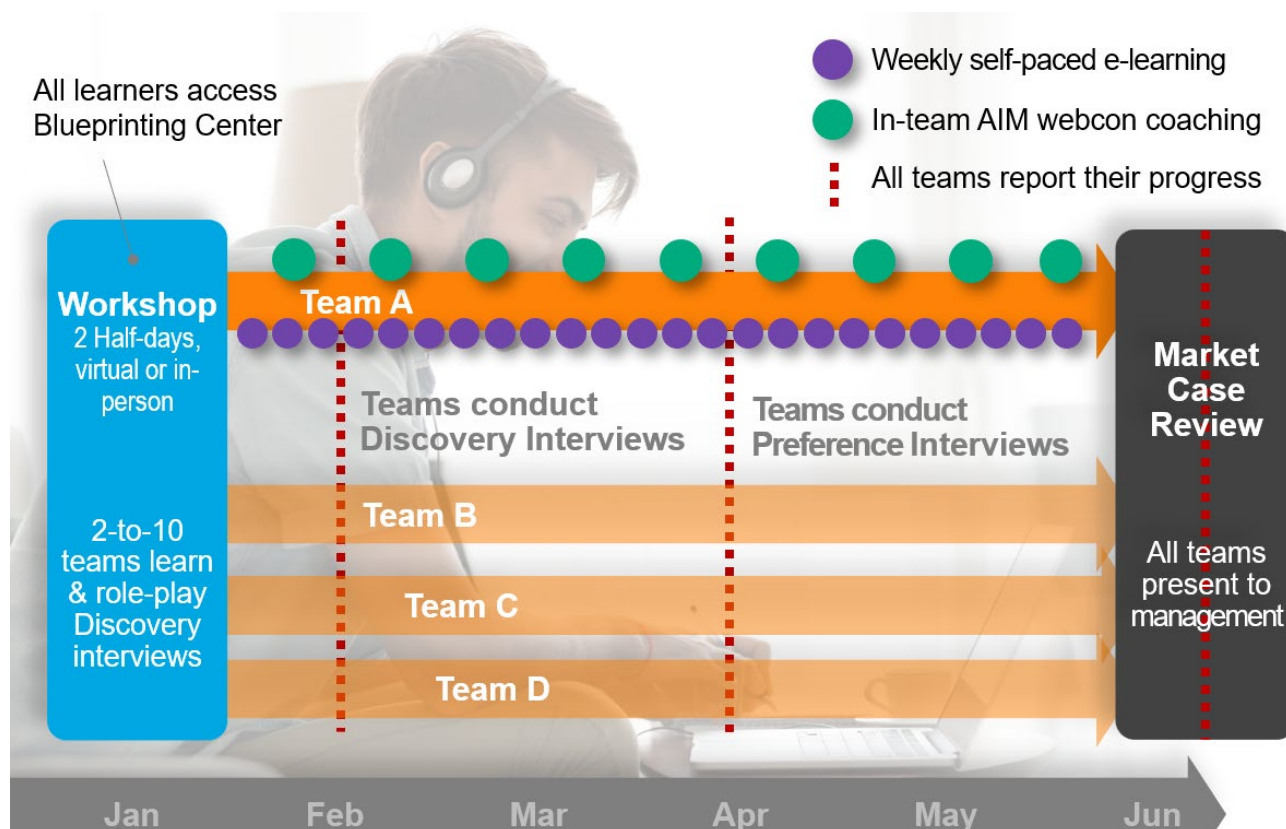 All learners access
Blueprinting Center
Weekly self-paced e-learning
In-team AIM webcon coaching
All teams report their progress
Workshop
2 Half-days,
virtual or in-
person
2-to-10
teams learn
& role-play
Discovery
interviews
Team A
Teams conduct
Discovery Interviews
Teams conduct
Preference Interviews
Team B
Team C
Team D
Market
Case
Review
All teams
present to
management
Jan
Feb
Mar
Apr
May
Jun